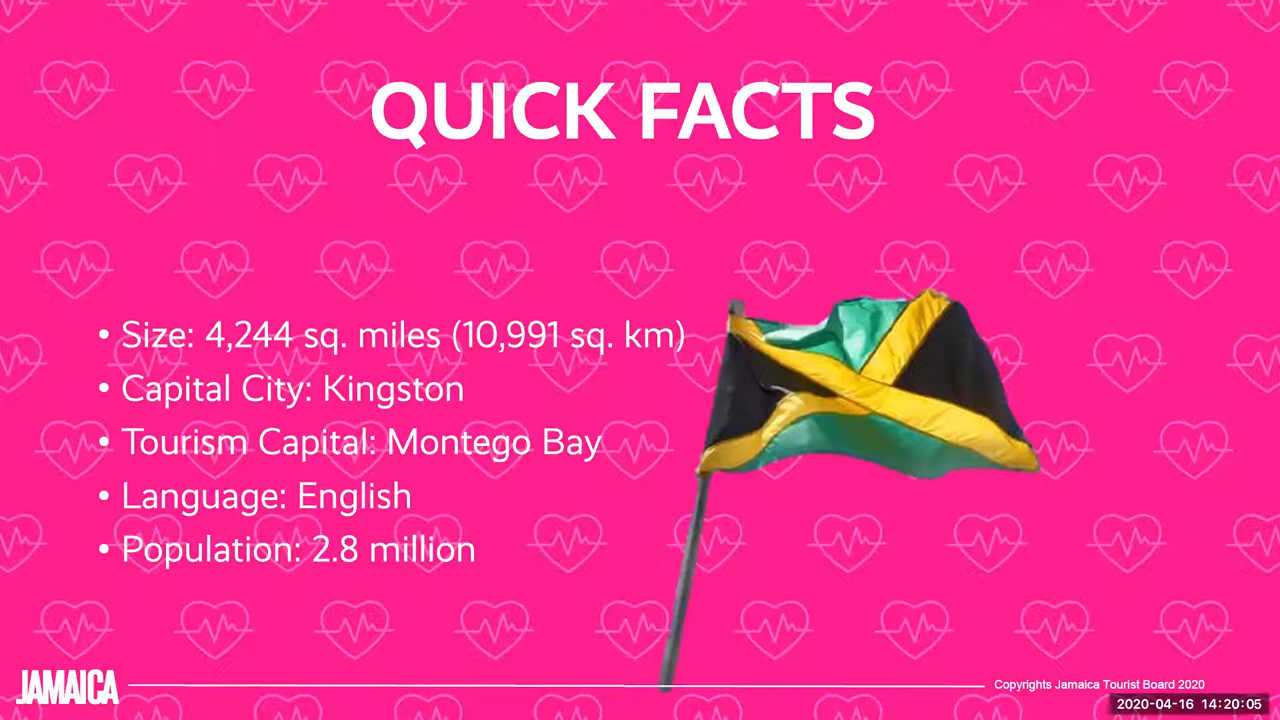 QUICK FACTS
• Size: 4,244 sq. miles (10,991 sq. km)
• Capital City: Kingston
• Tourism Capital: Montego Bay
• Language: English
• Population: 2.8 million
JAMAICA
Copyrights Jamaica Tourist Board 2020
2020-04-16 14:20:05